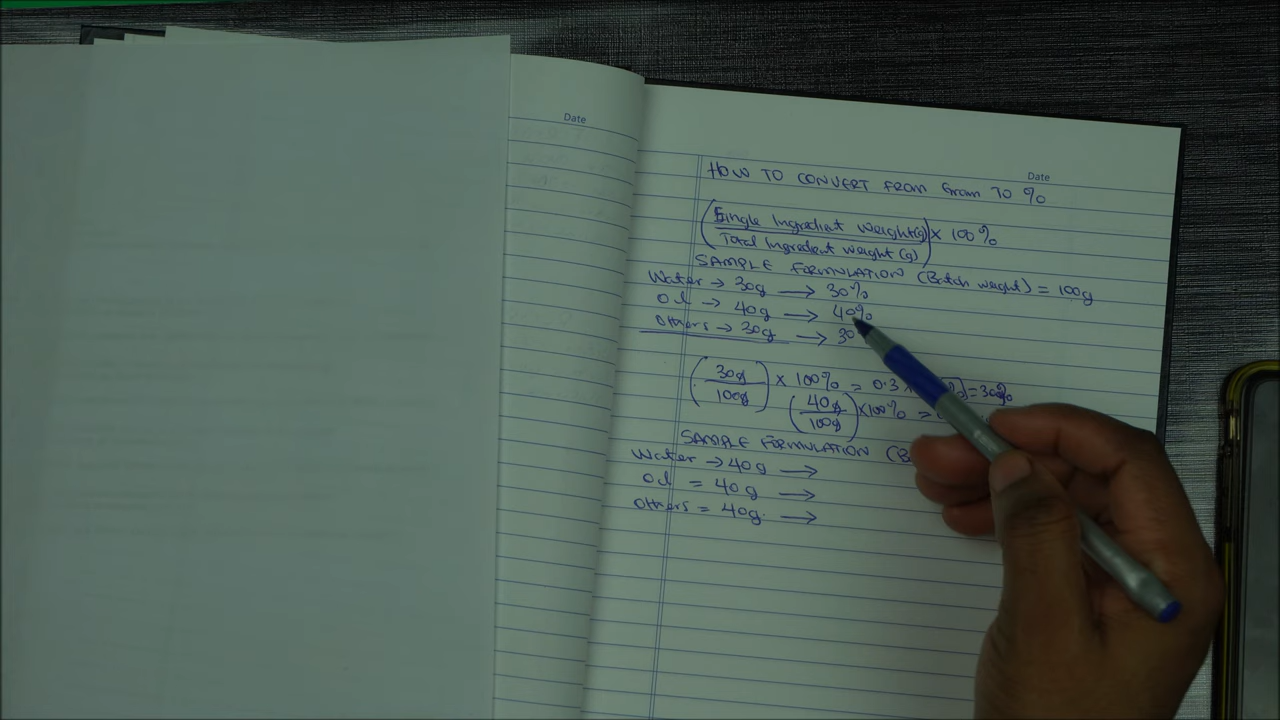 Date
Date
HOW TO CONVERT FROM Gram TO %
(Single Ingredient weight(g) / Total Ingredient weight (g)) × 100%
SAMPLE FORMULATION (Batch weight) = 100g
Water → 30g → 30%
Oil → 40g → 40%
Others → 30g → 30
(30g / 100g) × 100% = 0.3 × = 30%
(40g / 100g) × 100% =
SAMPLE FORMULATION (B
Water → 40g →
Oil = 40g →
Others = 40g. →